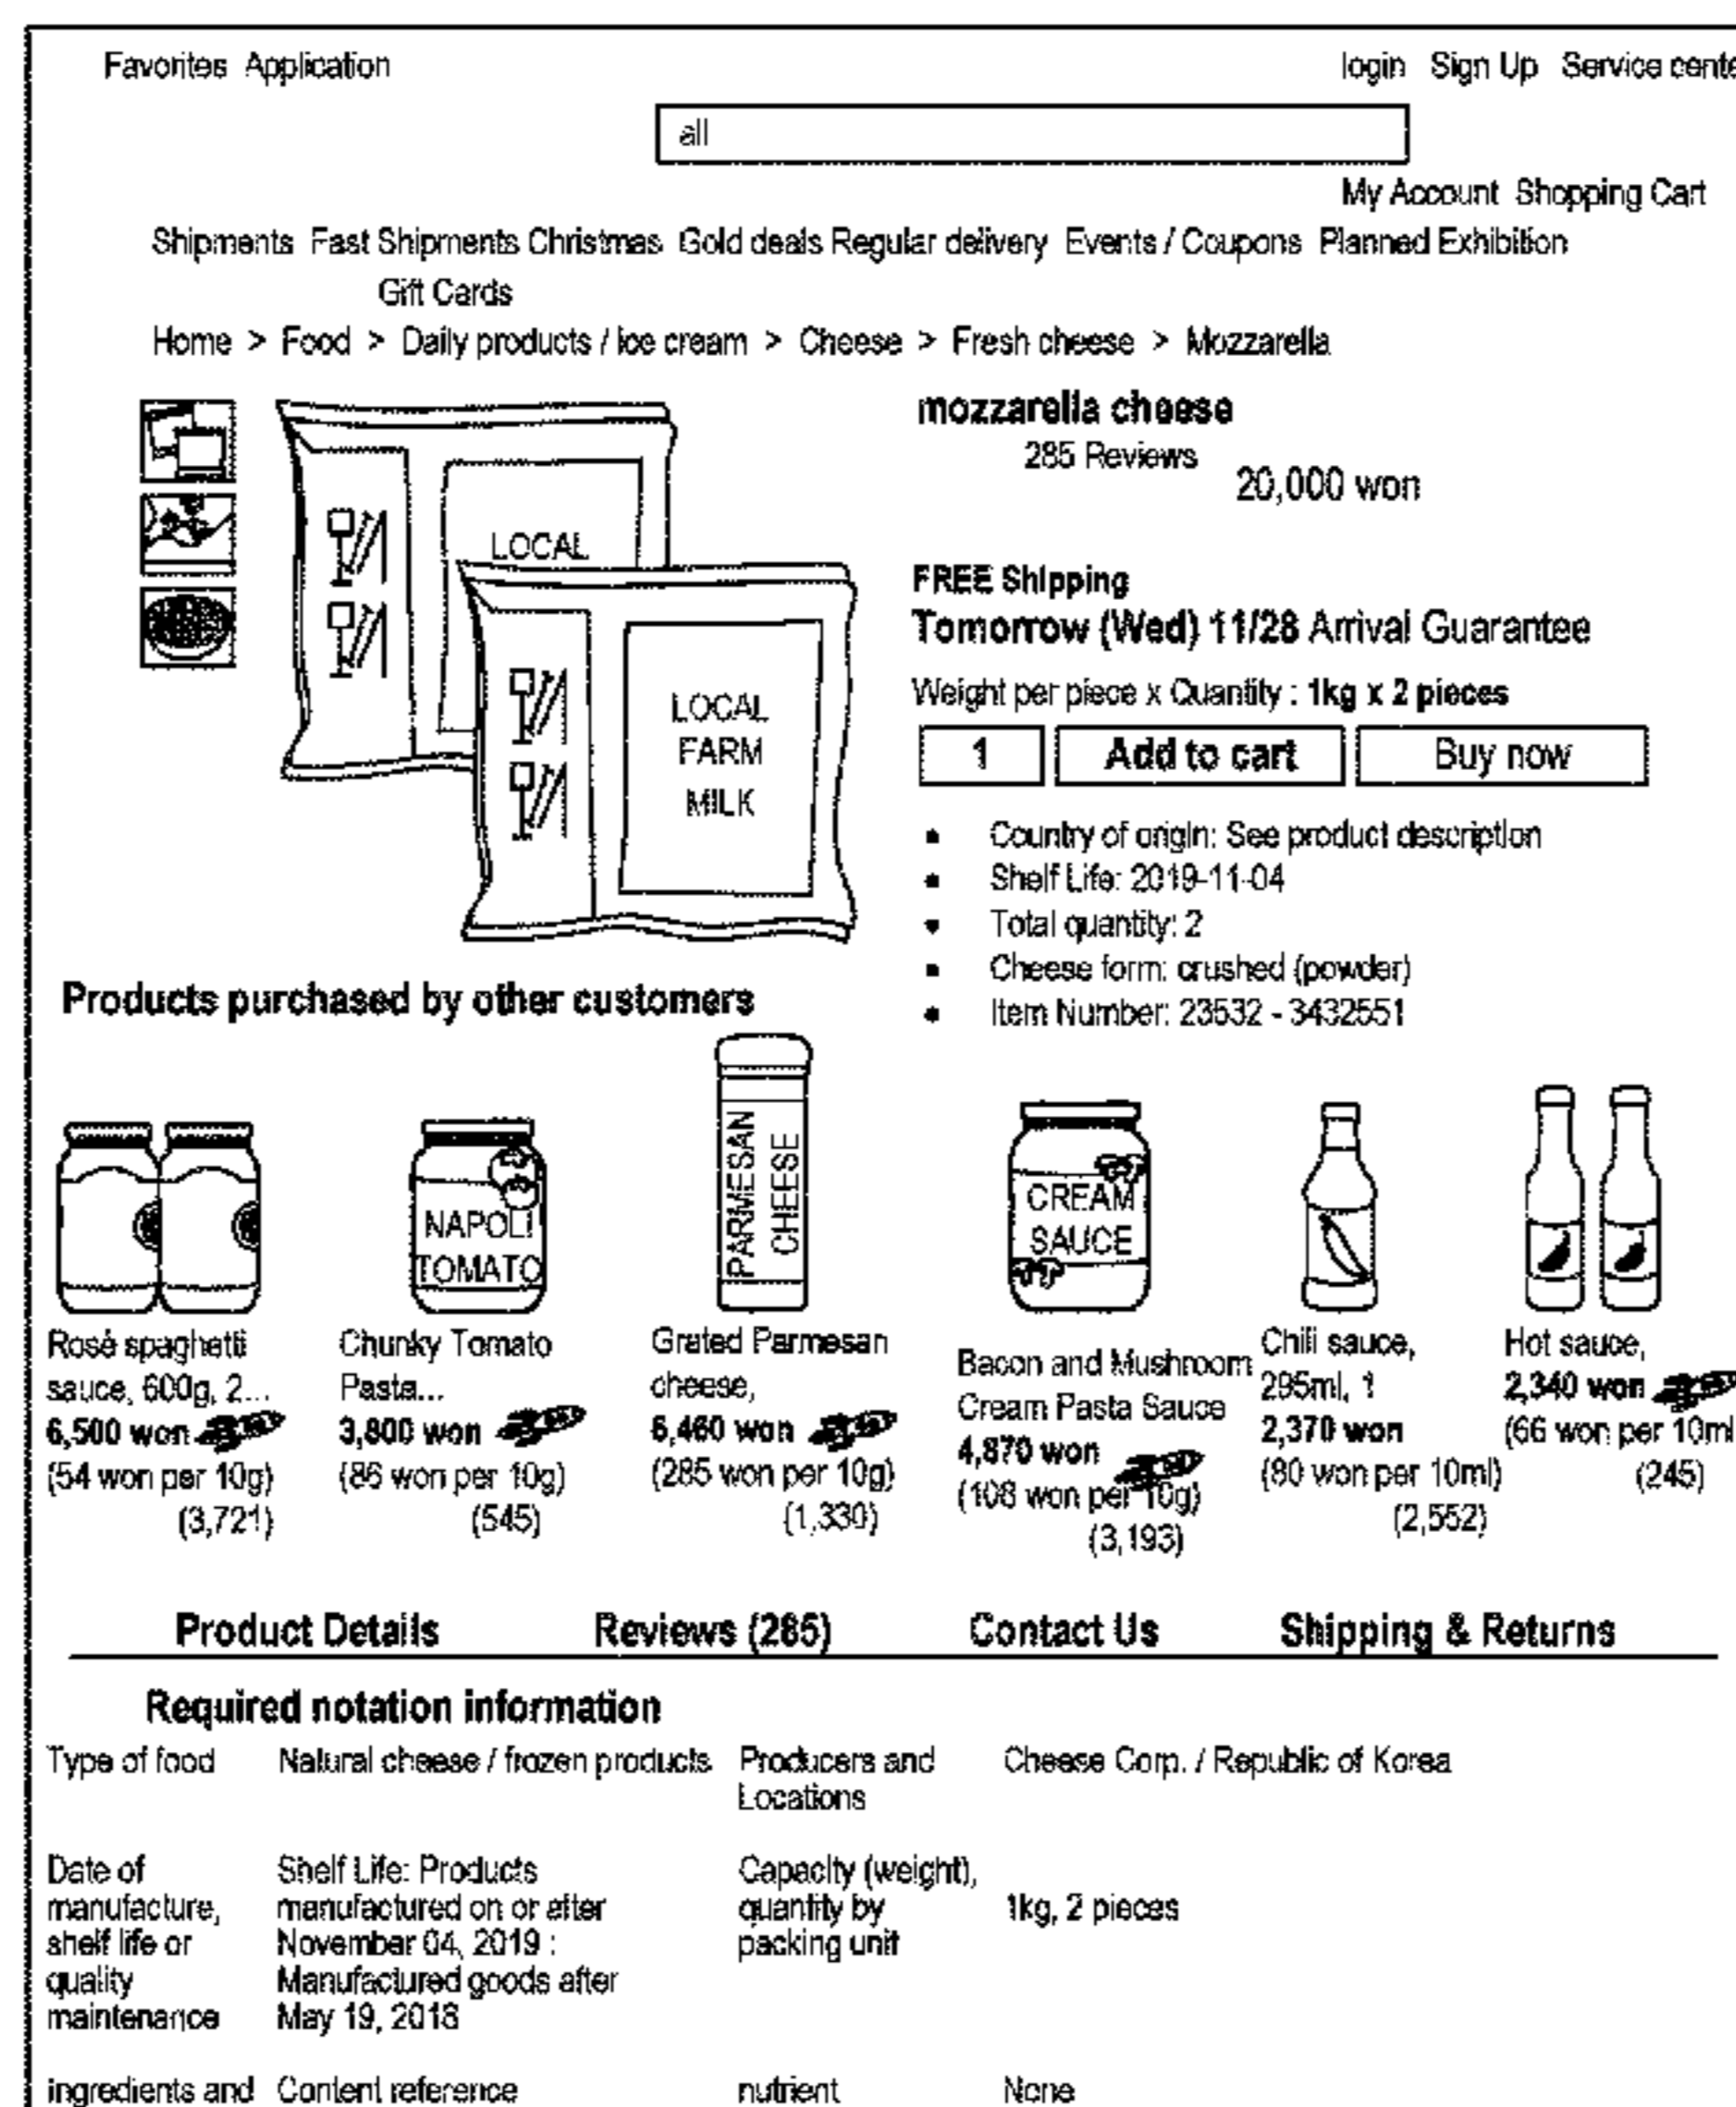 Favorites Application
login Sign Up Service cente
all
My Account Shopping Cart
Shipments Fast Shipments Christmas Gold deals Regular delivery Events / Coupons Planned Exhibition
Gift Cards
Home > Food > Daily products / Ice cream > Cheese > Fresh cheese > Mozzarella
mozzarella cheese
285 Reviews
20,000 won
LOCAL
LOCAL
FARM
MILK
FREE Shipping
Tomorrow (Wed) 11/28 Arrival Guarantee
Weight per piece x Quantity : 1kg x 2 pieces
1 Add to cart Buy now
• Country of origin: See product description
• Shelf Life: 2019-11-04
• Total quantity: 2
• Cheese form: crushed (powder)
• Item Number: 23532 - 3432551
Products purchased by other customers
NAPOLI
TOMATO
PARMESAN
CHEESE
CREAM
SAUCE
Rosé spaghetti
sauce, 600g, 2...
6,500 won
(54 won per 10g)
(3,721)
Chunky Tomato
Pasta...
3,800 won
(86 won per 10g)
(545)
Grated Parmesan
cheese,
6,460 won
(285 won per 10g)
(1,330)
Bacon and Mushroom
Cream Pasta Sauce
4,870 won
(108 won per 10g)
(3,193)
Chili sauce,
295ml, 1
2,370 won
(80 won per 10ml)
(2,552)
Hot sauce,
2,340 won
(66 won per 10ml
(245)
Product Details Reviews (285) Contact Us Shipping & Returns
Required notation information
Type of food
Natural cheese / frozen products
Producers and
Locations
Cheese Corp. / Republic of Korea
Date of
manufacture,
shelf life or
quality
maintenance
Shelf Life: Products
manufactured on or after
November 04, 2019 :
Manufactured goods after
May 19, 2018
Capacity (weight),
quantity by
packing unit
1kg, 2 pieces
ingredients and
Content reference
nutrient
None